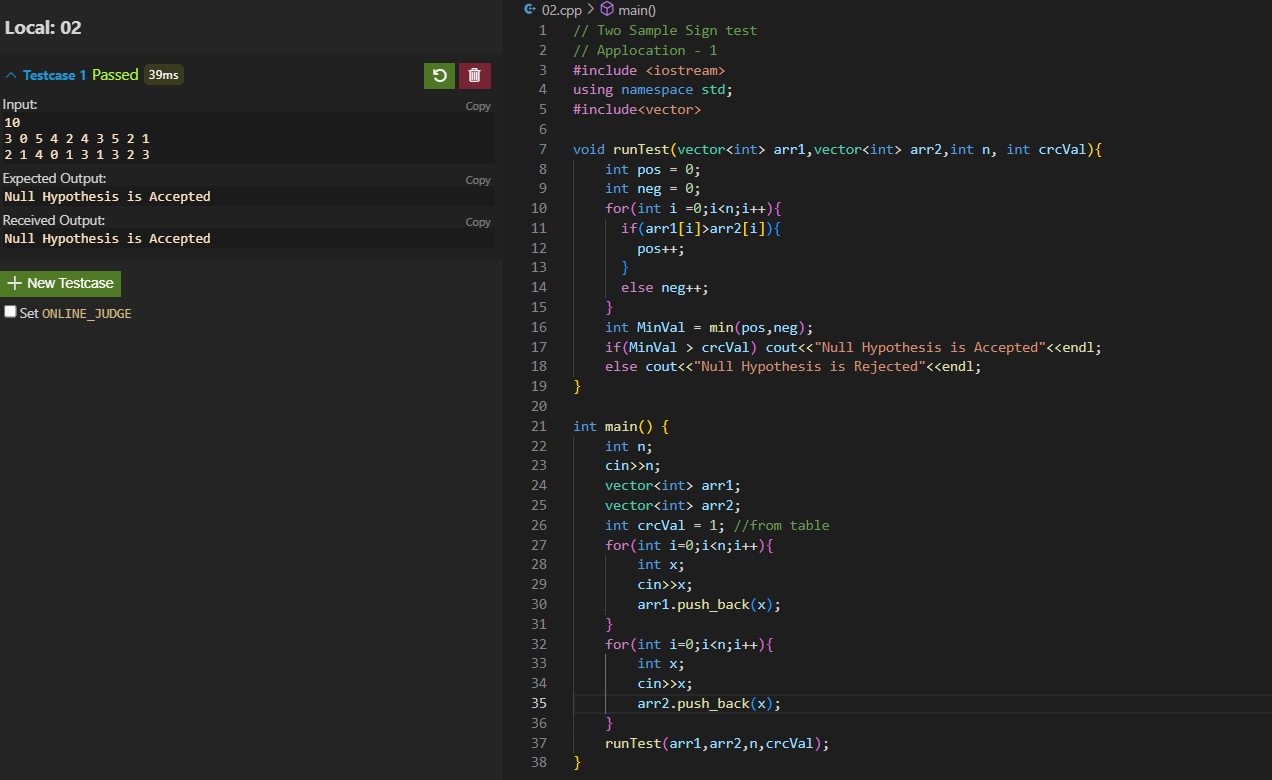 Local: 02
Testcase 1 Passed 39ms
Input:
Copy
10
3 0 5 4 2 4 3 5 2 1
2 1 4 0 1 3 1 3 2 3
Expected Output:
Copy
Null Hypothesis is Accepted
Received Output:
Copy
Null Hypothesis is Accepted
New Testcase
Set ONLINE_JUDGE
02.cpp > main()
1 // Two Sample Sign test
2 // Applocation - 1
3 #include <iostream>
4 using namespace std;
5 #include<vector>
6
7 void runTest(vector<int> arr1,vector<int> arr2,int n, int crcVal){
8     int pos = 0;
9     int neg = 0;
10     for(int i =0;i<n;i++){
11       if(arr1[i]>arr2[i]){
12         pos++;
13       }
14       else neg++;
15     }
16     int MinVal = min(pos,neg);
17     if(MinVal > crcVal) cout<<"Null Hypothesis is Accepted"<<endl;
18     else cout<<"Null Hypothesis is Rejected"<<endl;
19 }
20
21 int main() {
22     int n;
23     cin>>n;
24     vector<int> arr1;
25     vector<int> arr2;
26     int crcVal = 1; //from table
27     for(int i=0;i<n;i++){
28         int x;
29         cin>>x;
30         arr1.push_back(x);
31     }
32     for(int i=0;i<n;i++){
33         int x;
34         cin>>x;
35         arr2.push_back(x);
36     }
37     runTest(arr1,arr2,n,crcVal);
38 }